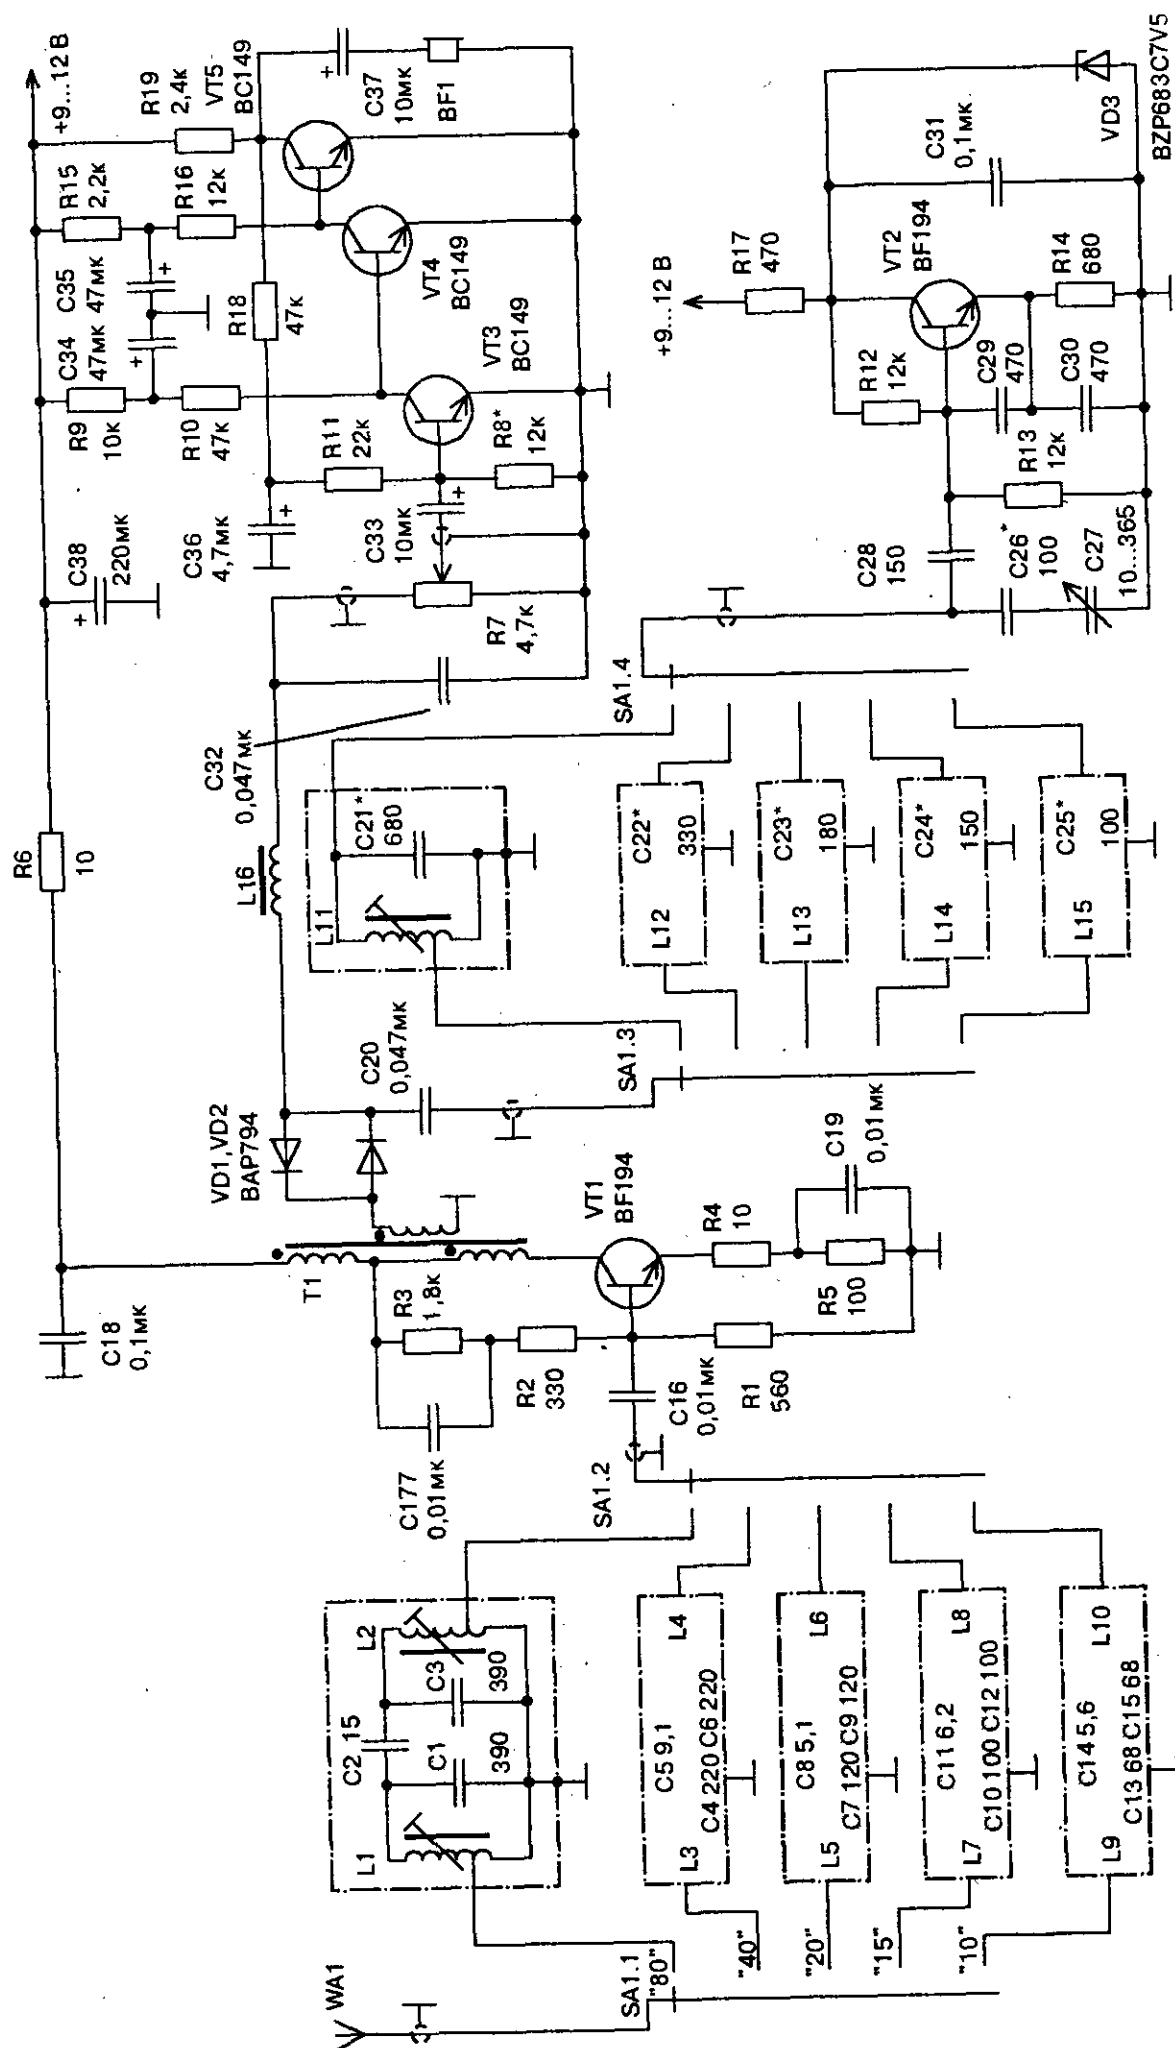 WA1
SA1.1
"80"
"40"
"20"
"15"
"10"
L1
C2 15
L2
C1
390
C3
390
L3
C5 9,1
C4 220 C6 220
L4
L5
C8 5,1
C7 120 C9 120
L6
L7
C11 6,2
C10 100 C12 100
L8
L9
C14 5,6
C13 68 C15 68
L10
SA1.2
C177
0,01мк
C16
0,01мк
C18
0,1мк
R3
1,8к
R2
330
R1
560
T1
VT1
BF194
R4
10
R5
100
C19
0,01мк
VD1,VD2
BAP794
C20
0,047мк
SA1.3
L16
R6
10
L11
C21*
680
L12
C22*
330
L13
C23*
180
L14
C24*
150
L15
C25*
100
SA1.4
C32
0,047мк
R7
4,7к
C38
220мк
+
C36
4,7мк
+
C33
10мк
+
R9
10к
R10
47к
R11
22к
R8*
12к
C34
47мк
+
C35
47мк
+
R18
47к
VT3
BC149
VT4
BC149
R15
2,2к
R16
12к
R19
2,4к
VT5
BC149
+9...12 В
C37
10мк
+
BF1
+9...12 В
R17
470
C28
150
C26*
100
C27
10...365
R12
12к
R13
12к
C29
470
C30
470
VT2
BF194
R14
680
C31
0,1мк
VD3
BZP683C7V5